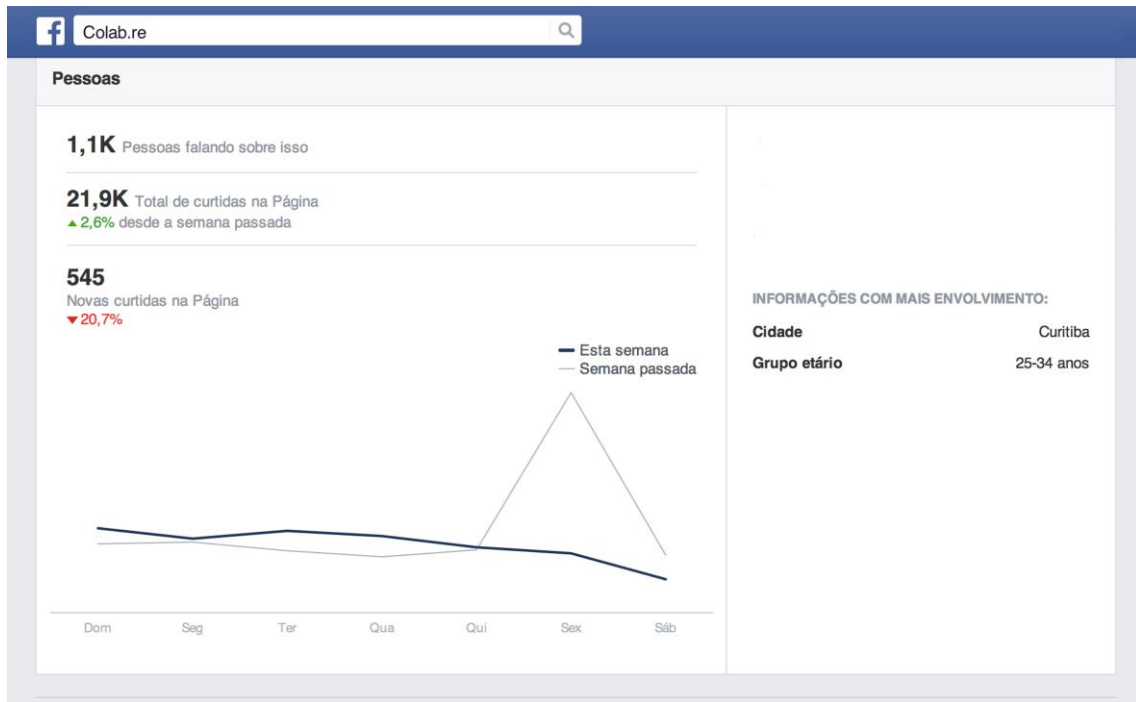 f Colab.re
Pessoas
1,1K Pessoas falando sobre isso
21,9K Total de curtidas na Página
▲ 2,6% desde a semana passada
545
Novas curtidas na Página
▼ 20,7%
Esta semana
Semana passada
Dom Seg Ter Qua Qui Sex Sáb
INFORMAÇÕES COM MAIS ENVOLVIMENTO:
Cidade Curitiba
Grupo etário 25-34 anos